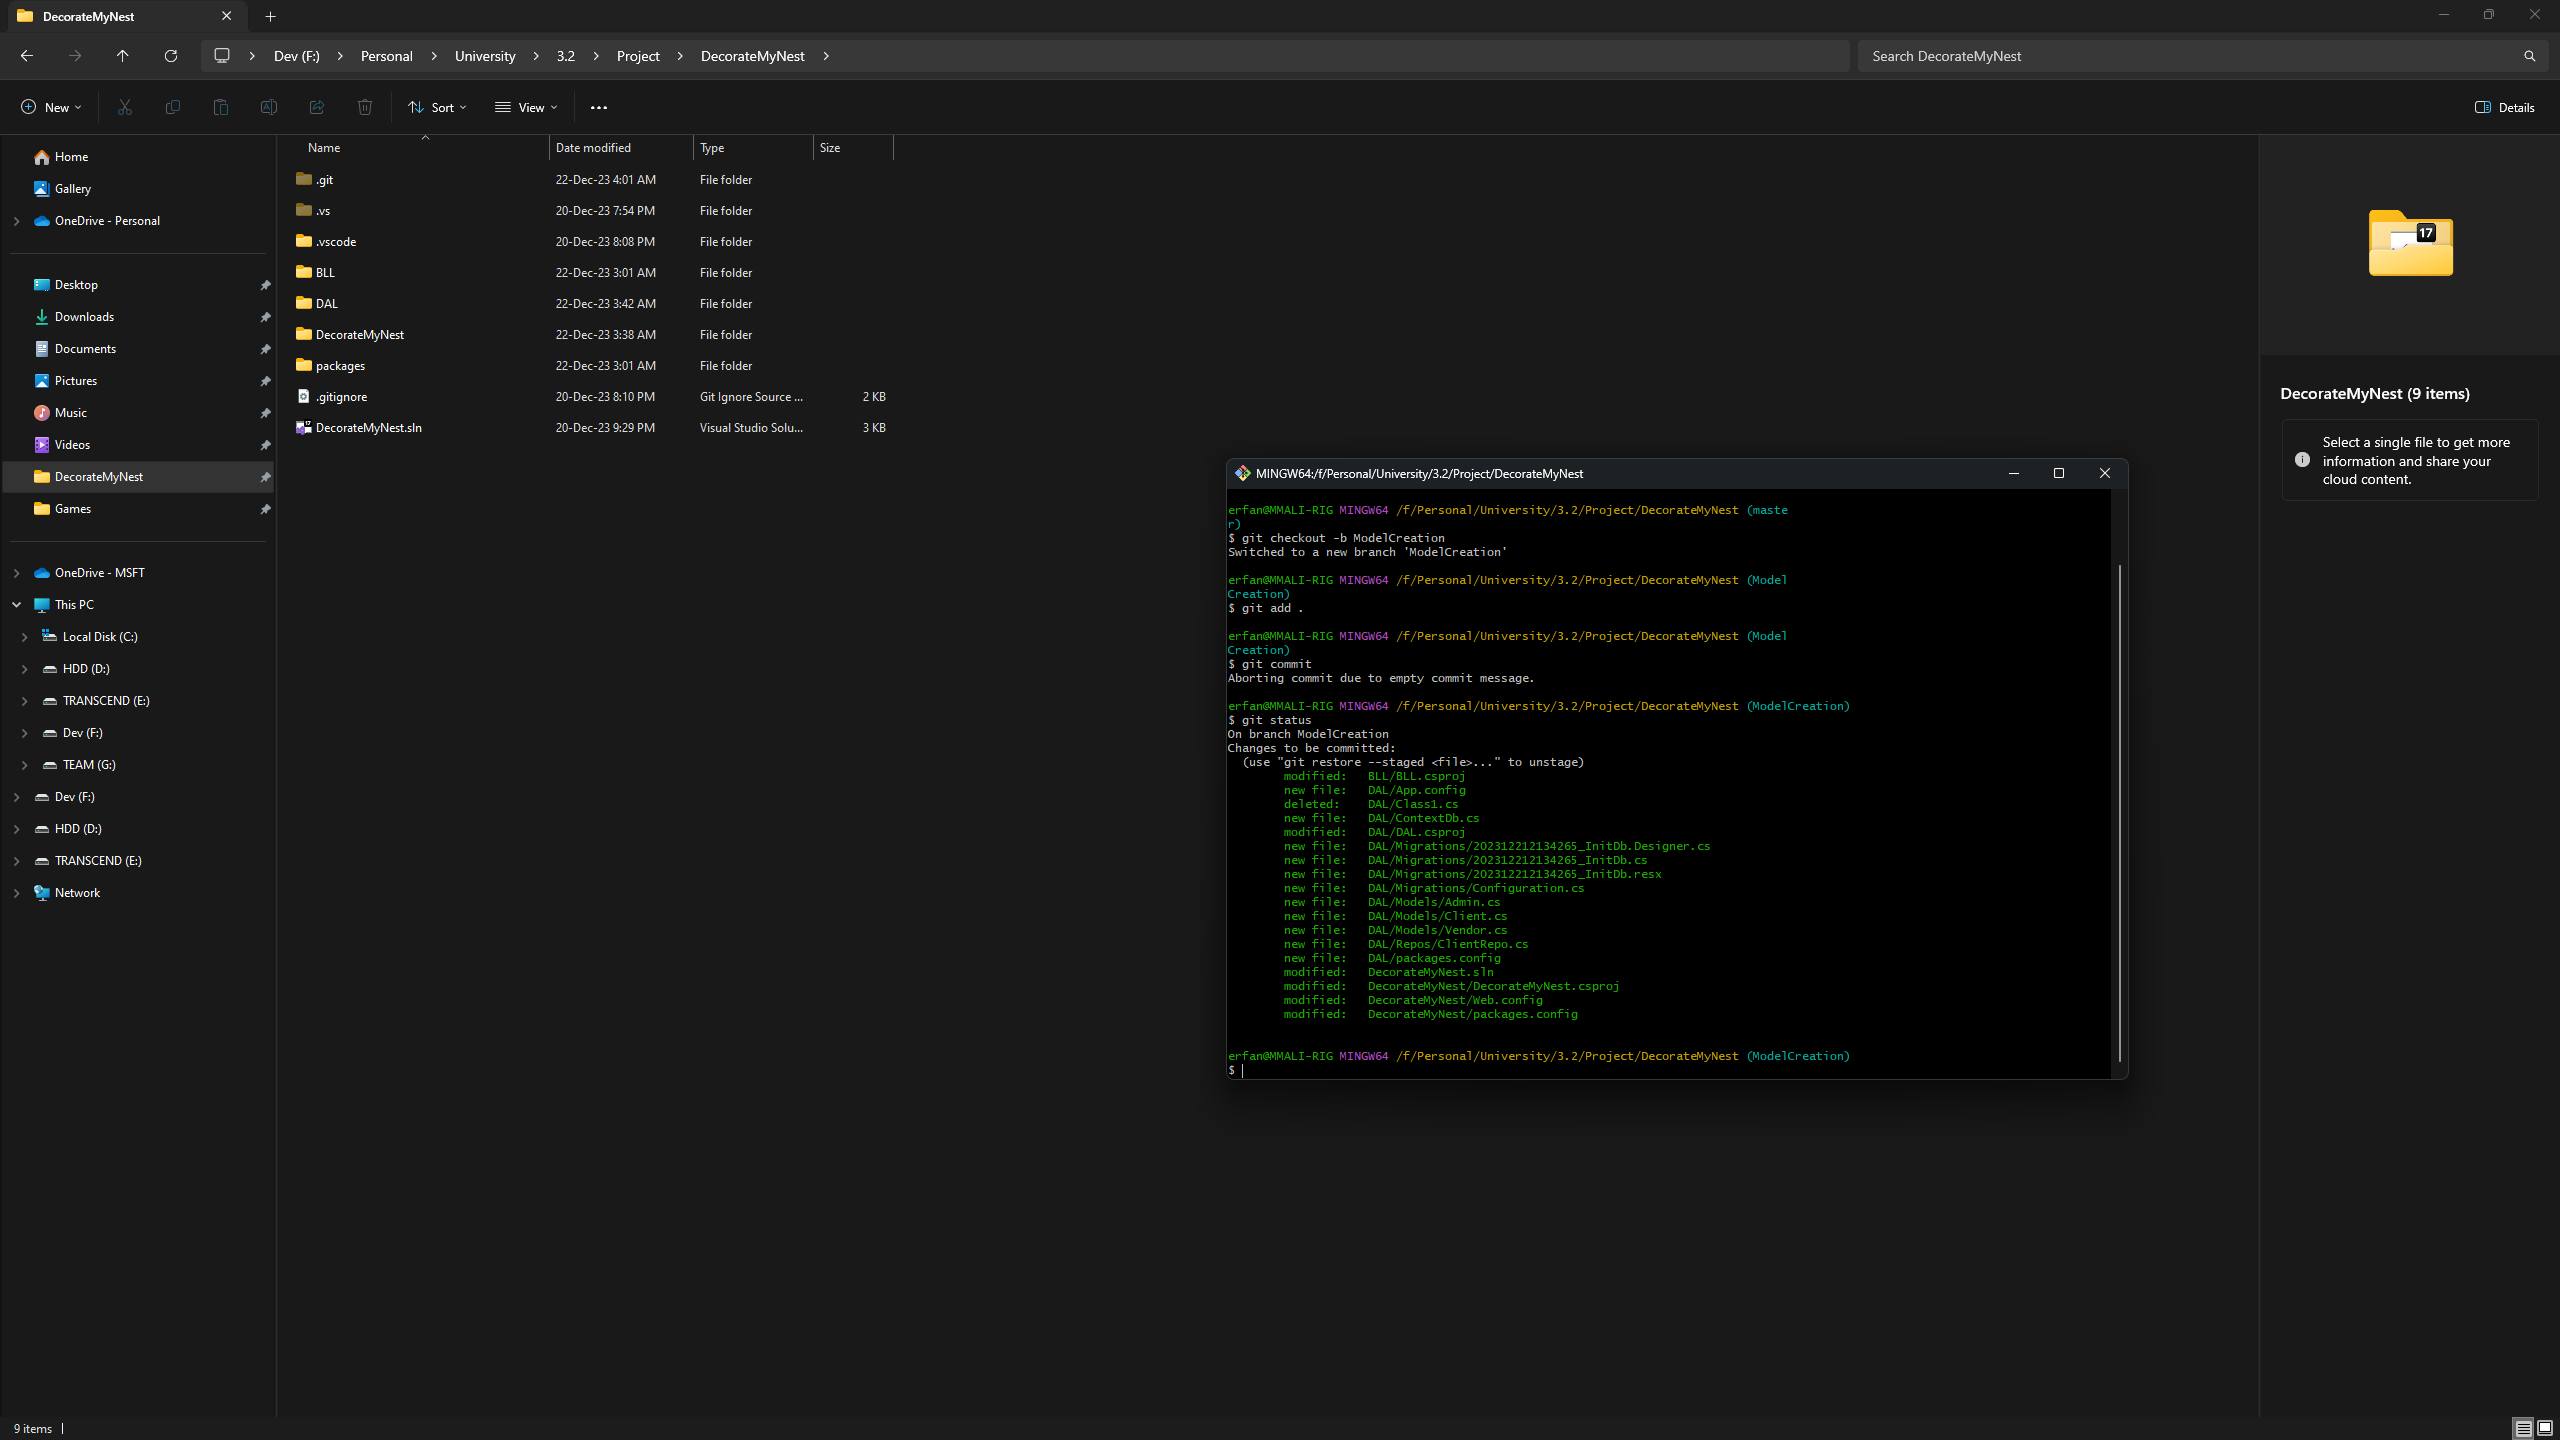 DecorateMyNest
Dev (F:) > Personal > University > 3.2 > Project > DecorateMyNest >
Search DecorateMyNest
New
Sort
View
Details
Home
Gallery
OneDrive - Personal
Desktop
Downloads
Documents
Pictures
Music
Videos
DecorateMyNest
Games
OneDrive - MSFT
This PC
Local Disk (C:)
HDD (D:)
TRANSCEND (E:)
Dev (F:)
TEAM (G:)
Dev (F:)
HDD (D:)
TRANSCEND (E:)
Network
Name Date modified Type Size
.git 22-Dec-23 4:01 AM File folder
.vs 20-Dec-23 7:54 PM File folder
.vscode 20-Dec-23 8:08 PM File folder
BLL 22-Dec-23 3:01 AM File folder
DAL 22-Dec-23 3:42 AM File folder
DecorateMyNest 22-Dec-23 3:38 AM File folder
packages 22-Dec-23 3:01 AM File folder
.gitignore 20-Dec-23 8:10 PM Git Ignore Source ... 2 KB
DecorateMyNest.sln 20-Dec-23 9:29 PM Visual Studio Solu... 3 KB
17
DecorateMyNest (9 items)
Select a single file to get more
information and share your
cloud content.
MINGW64:/f/Personal/University/3.2/Project/DecorateMyNest
erfan@MMALI-RIG MINGW64 /f/Personal/University/3.2/Project/DecorateMyNest (maste
r)
$ git checkout -b ModelCreation
Switched to a new branch 'ModelCreation'
erfan@MMALI-RIG MINGW64 /f/Personal/University/3.2/Project/DecorateMyNest (Model
Creation)
$ git add .
erfan@MMALI-RIG MINGW64 /f/Personal/University/3.2/Project/DecorateMyNest (Model
Creation)
$ git commit
Aborting commit due to empty commit message.
erfan@MMALI-RIG MINGW64 /f/Personal/University/3.2/Project/DecorateMyNest (ModelCreation)
$ git status
On branch ModelCreation
Changes to be committed:
(use "git restore --staged <file>..." to unstage)
modified: BLL/BLL.csproj
new file: DAL/App.config
deleted: DAL/Class1.cs
new file: DAL/ContextDb.cs
modified: DAL/DAL.csproj
new file: DAL/Migrations/202312212134265_InitDb.Designer.cs
new file: DAL/Migrations/202312212134265_InitDb.cs
new file: DAL/Migrations/202312212134265_InitDb.resx
new file: DAL/Migrations/Configuration.cs
new file: DAL/Models/Admin.cs
new file: DAL/Models/Client.cs
new file: DAL/Models/Vendor.cs
new file: DAL/Repos/ClientRepo.cs
new file: DAL/packages.config
modified: DecorateMyNest.sln
modified: DecorateMyNest/DecorateMyNest.csproj
modified: DecorateMyNest/Web.config
modified: DecorateMyNest/packages.config
erfan@MMALI-RIG MINGW64 /f/Personal/University/3.2/Project/DecorateMyNest (ModelCreation)
$
9 items